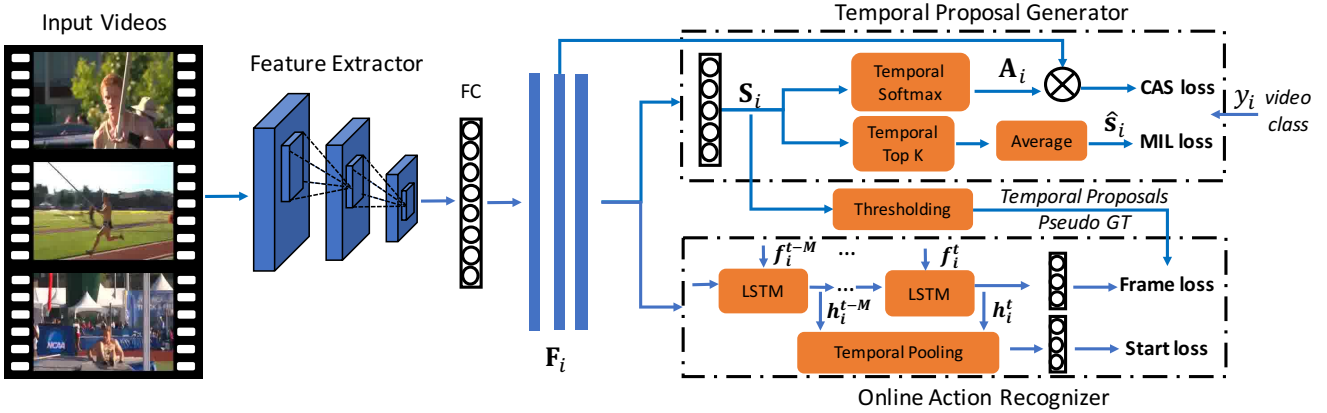 Input Videos
Feature Extractor
FC
F_i
NCAA
Temporal Proposal Generator
S_i
Temporal
Softmax
A_i
CAS loss
Temporal
Top K
Average
ŝ_i
MIL loss
y_i video
class
Thresholding
Temporal Proposals
Pseudo GT
f_i^{t-M}
...
f_i^t
LSTM
...
LSTM
h_i^{t-M}
h_i^t
Frame loss
Temporal Pooling
Start loss
Online Action Recognizer